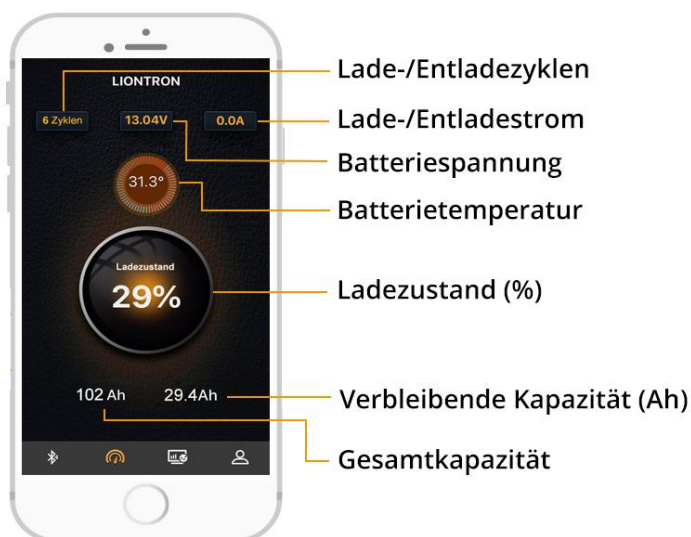 LIONTRON
6 Zyklen
13.04V
0.0A
31.3°
Ladezustand
29%
102 Ah
29.4Ah
Lade-/Entladezyklen
Lade-/Entladestrom
Batteriespannung
Batterietemperatur
Ladezustand (%)
Verbleibende Kapazität (Ah)
Gesamtkapazität